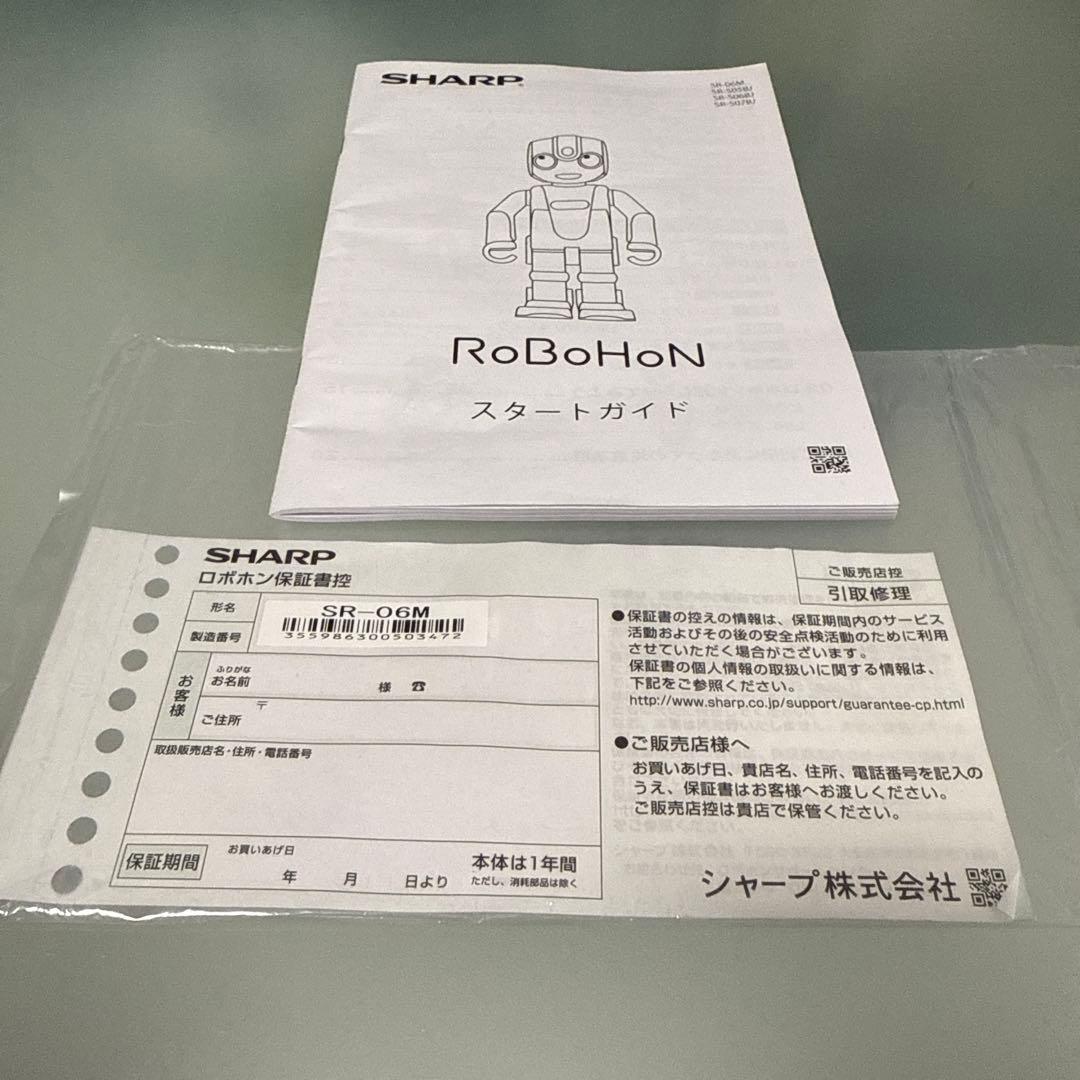 SHARP
SR-06M
SR-S05BJ
SR-S06BJ
SR-S07BJ
RoBoHoN
スタートガイド
SHARP
ロボホン保証書控
ご販売店控
引取修理
形名
SR-06M
製造番号
355986300503472
お客様
ふりがな
お名前
様 ☎
〒
ご住所
取扱販売店名・住所・電話番号
保証期間
お買いあげ日
年 月 日より
本体は1年間
ただし、消耗部品は除く
●保証書の控えの情報は、保証期間内のサービス
活動およびその後の安全点検活動のために利用
させていただく場合がございます。
保証書の個人情報の取扱いに関する情報は、
下記をご参照ください。
http://www.sharp.co.jp/support/guarantee-cp.html
●ご販売店様へ
お買いあげ日、貴店名、住所、電話番号を記入の
うえ、保証書はお客様へお渡しください。
ご販売店控は貴店で保管ください。
シャープ株式会社